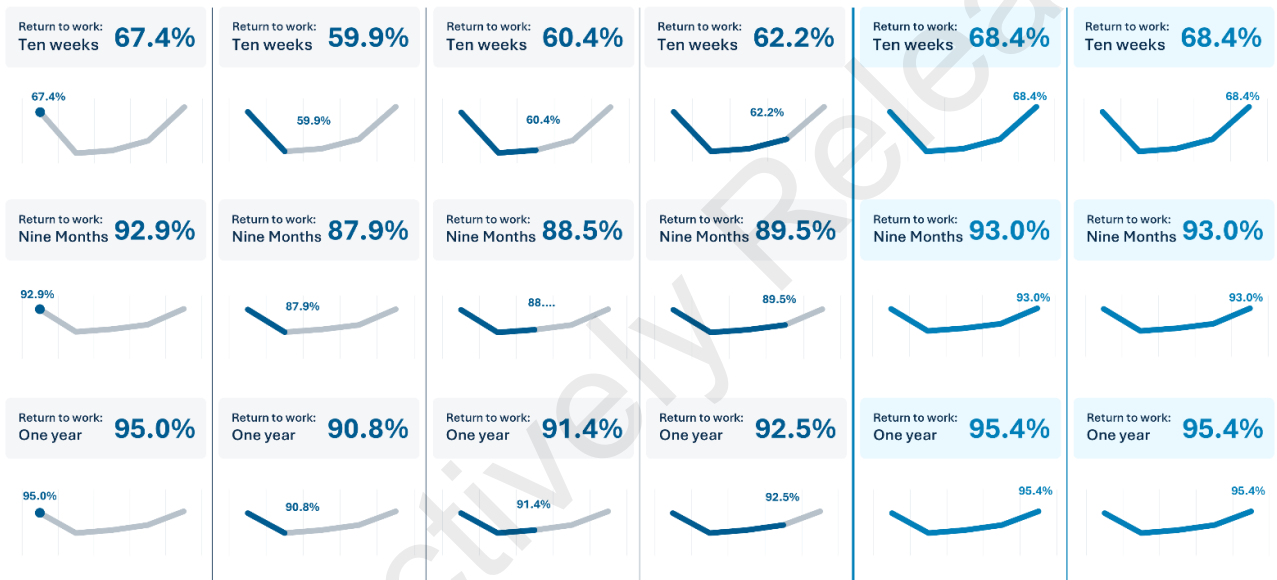 Return to work:
Ten weeks 67.4%
Return to work:
Ten weeks 59.9%
Return to work:
Ten weeks 60.4%
Return to work:
Ten weeks 62.2%
Return to work:
Ten weeks 68.4%
Return to work:
Ten weeks 68.4%
67.4%
59.9%
60.4%
62.2%
68.4%
68.4%
Return to work:
Nine Months 92.9%
Return to work:
Nine Months 87.9%
Return to work:
Nine Months 88.5%
Return to work:
Nine Months 89.5%
Return to work:
Nine Months 93.0%
Return to work:
Nine Months 93.0%
92.9%
87.9%
88....
89.5%
93.0%
93.0%
Return to work:
One year 95.0%
Return to work:
One year 90.8%
Return to work:
One year 91.4%
Return to work:
One year 92.5%
Return to work:
One year 95.4%
Return to work:
One year 95.4%
95.0%
90.8%
91.4%
92.5%
95.4%
95.4%
ctively Relea